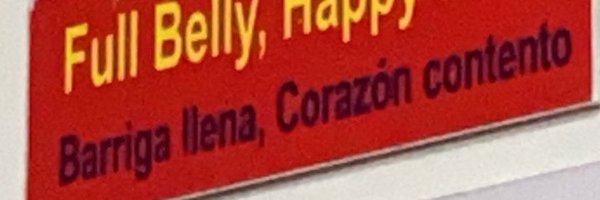 Full Belly, Happy
Barriga llena, Corazón contento